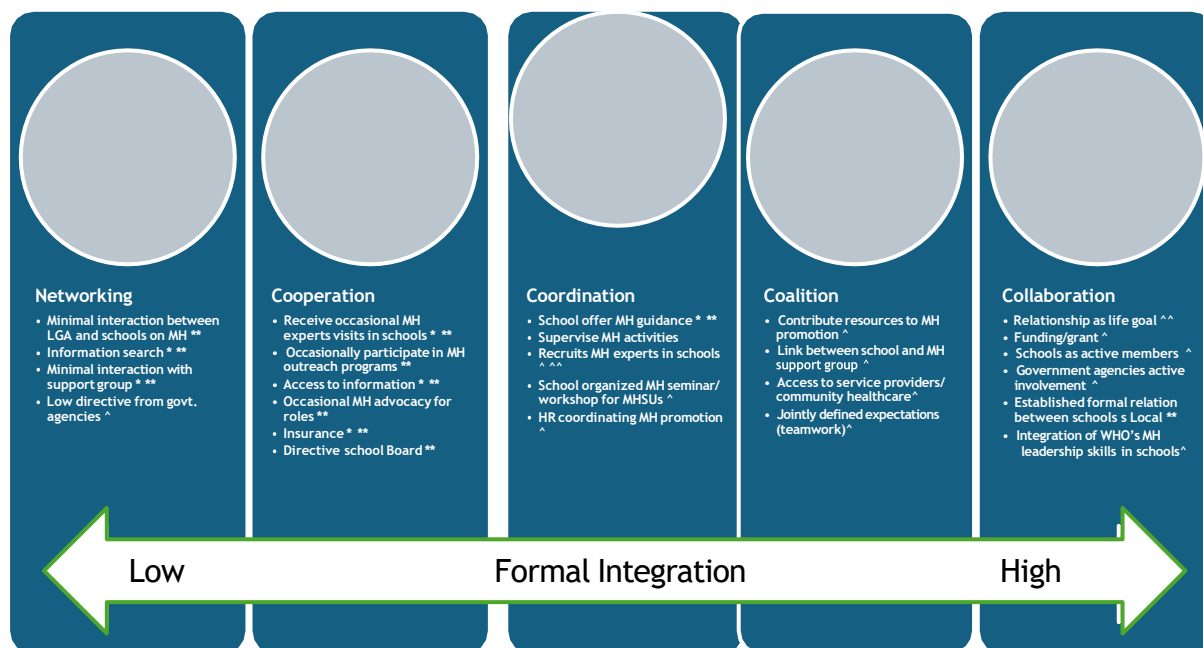 Networking
• Minimal interaction between
LGA and schools on MH **
• Information search * **
• Minimal interaction with
support group * **
• Low directive from govt.
agencies ^
Cooperation
• Receive occasional MH
experts visits in schools * **
• Occasionally participate in MH
outreach programs **
• Access to information * **
• Occasional MH advocacy for
roles **
• Insurance * **
• Directive school Board **
Coordination
• School offer MH guidance * **
• Supervise MH activities
• Recruits MH experts in schools
^ ^^
• School organized MH seminar/
workshop for MHSUs ^
• HR coordinating MH promotion
^
Coalition
• Contribute resources to MH
promotion ^
• Link between school and MH
support group ^
• Access to service providers/
community healthcare^
• Jointly defined expectations
(teamwork)^
Collaboration
• Relationship as life goal ^^
• Funding/grant ^
• Schools as active members ^
• Government agencies active
involvement ^
• Established formal relation
between schools s Local **
• Integration of WHO’s MH
leadership skills in schools^
Low Formal Integration High